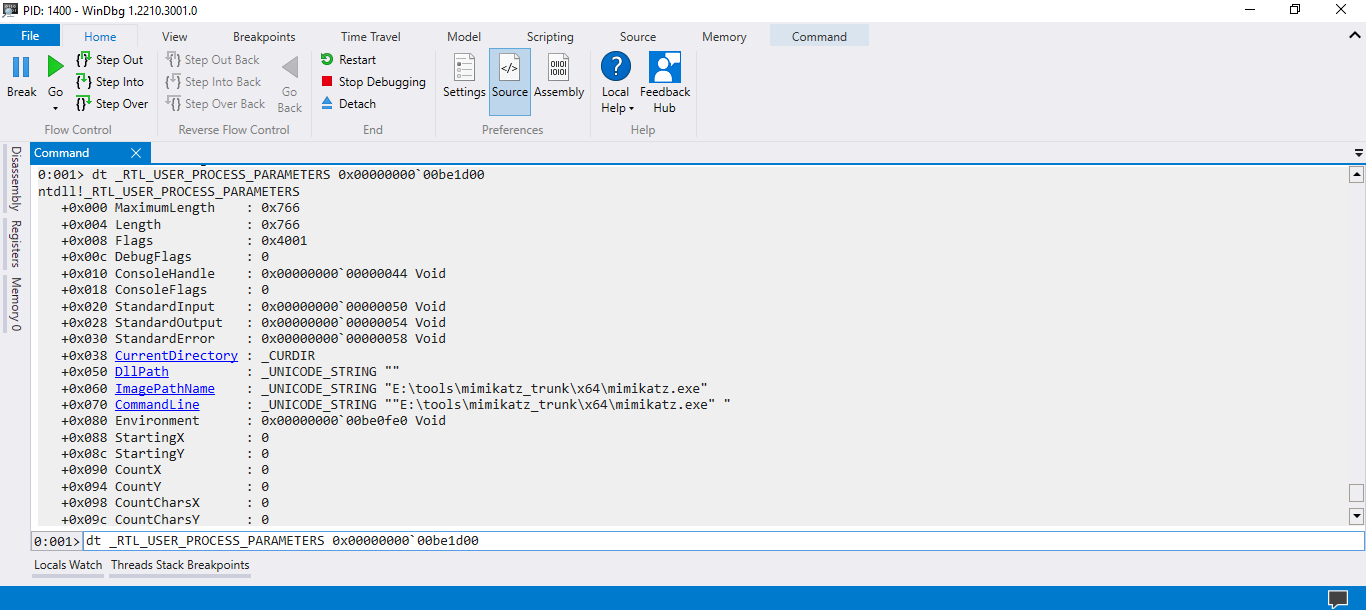 PID: 1400 - WinDbg 1.2210.3001.0
File Home View Breakpoints Time Travel Model Scripting Source Memory Command
Break
Go
Step Out
Step Into
Step Over
Flow Control
Step Out Back
Step Into Back
Step Over Back
Go Back
Reverse Flow Control
Restart
Stop Debugging
Detach
End
Settings
Source
Assembly
Preferences
Local Help
Feedback Hub
Help
Disassembly
Registers
Memory 0
Command
0:001> dt _RTL_USER_PROCESS_PARAMETERS 0x00000000`00be1d00
ntdll!_RTL_USER_PROCESS_PARAMETERS
+0x000 MaximumLength : 0x766
+0x004 Length : 0x766
+0x008 Flags : 0x4001
+0x00c DebugFlags : 0
+0x010 ConsoleHandle : 0x00000000`00000044 Void
+0x018 ConsoleFlags : 0
+0x020 StandardInput : 0x00000000`00000050 Void
+0x028 StandardOutput : 0x00000000`00000054 Void
+0x030 StandardError : 0x00000000`00000058 Void
+0x038 CurrentDirectory : _CURDIR
+0x050 DllPath : _UNICODE_STRING ""
+0x060 ImagePathName : _UNICODE_STRING "E:\tools\mimikatz_trunk\x64\mimikatz.exe"
+0x070 CommandLine : _UNICODE_STRING ""E:\tools\mimikatz_trunk\x64\mimikatz.exe" "
+0x080 Environment : 0x00000000`00be0fe0 Void
+0x088 StartingX : 0
+0x08c StartingY : 0
+0x090 CountX : 0
+0x094 CountY : 0
+0x098 CountCharsX : 0
+0x09c CountCharsY : 0
0:001> dt _RTL_USER_PROCESS_PARAMETERS 0x00000000`00be1d00
Locals Watch Threads Stack Breakpoints